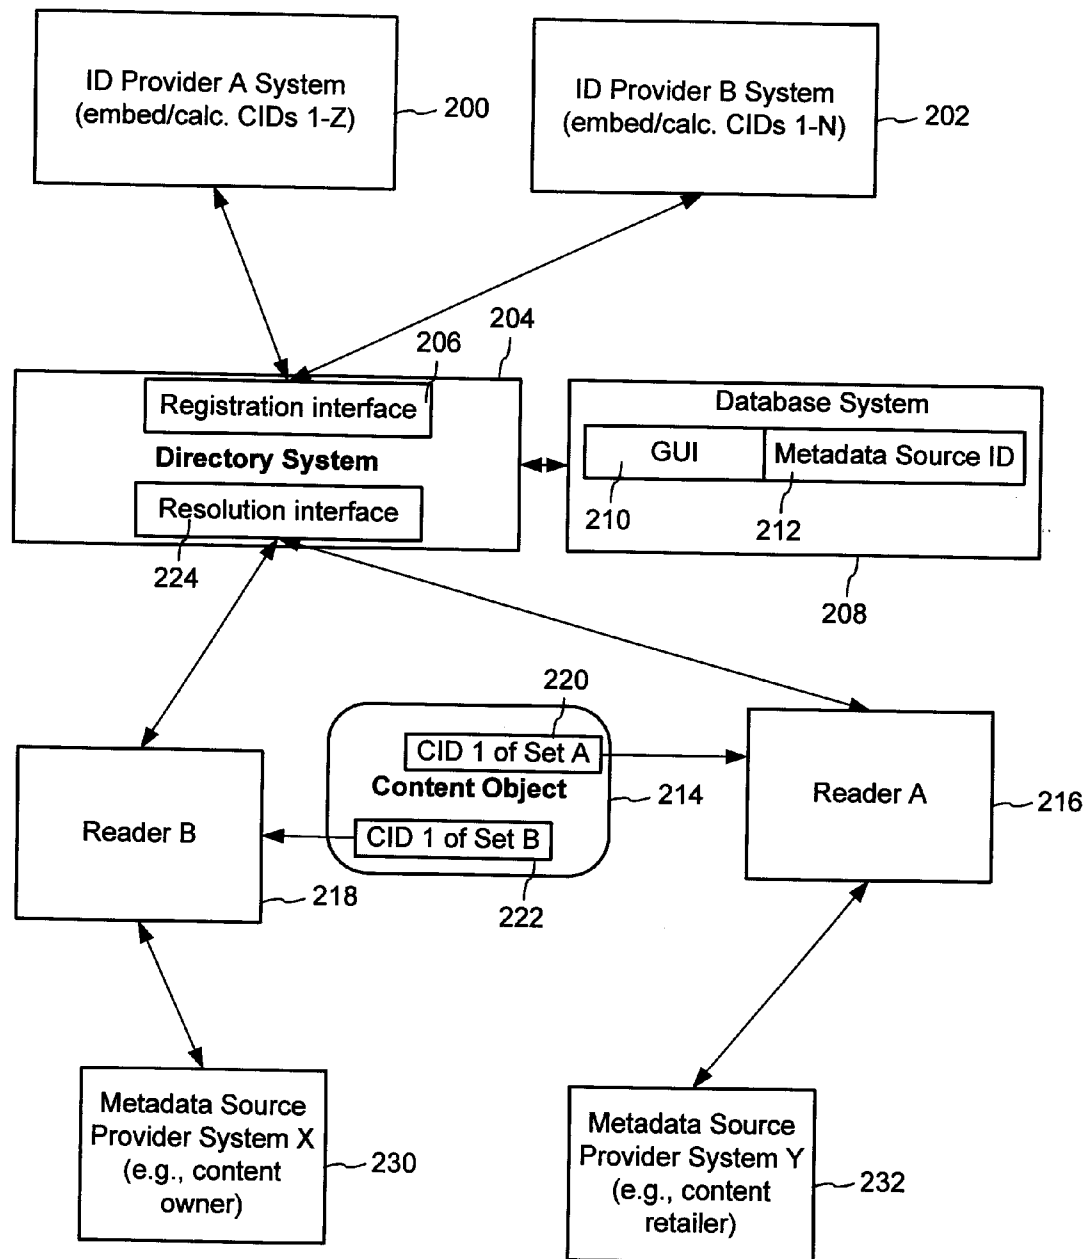 ID Provider A System
(embed/calc. CIDs 1-Z)
200
ID Provider B System
(embed/calc. CIDs 1-N)
202
204
206
Registration interface
Directory System
Resolution interface
224
Database System
GUI
Metadata Source ID
210
212
208
220
CID 1 of Set A
Content Object
214
CID 1 of Set B
222
Reader A
216
Reader B
218
Metadata Source
Provider System X
(e.g., content
owner)
230
Metadata Source
Provider System Y
(e.g., content
retailer)
232